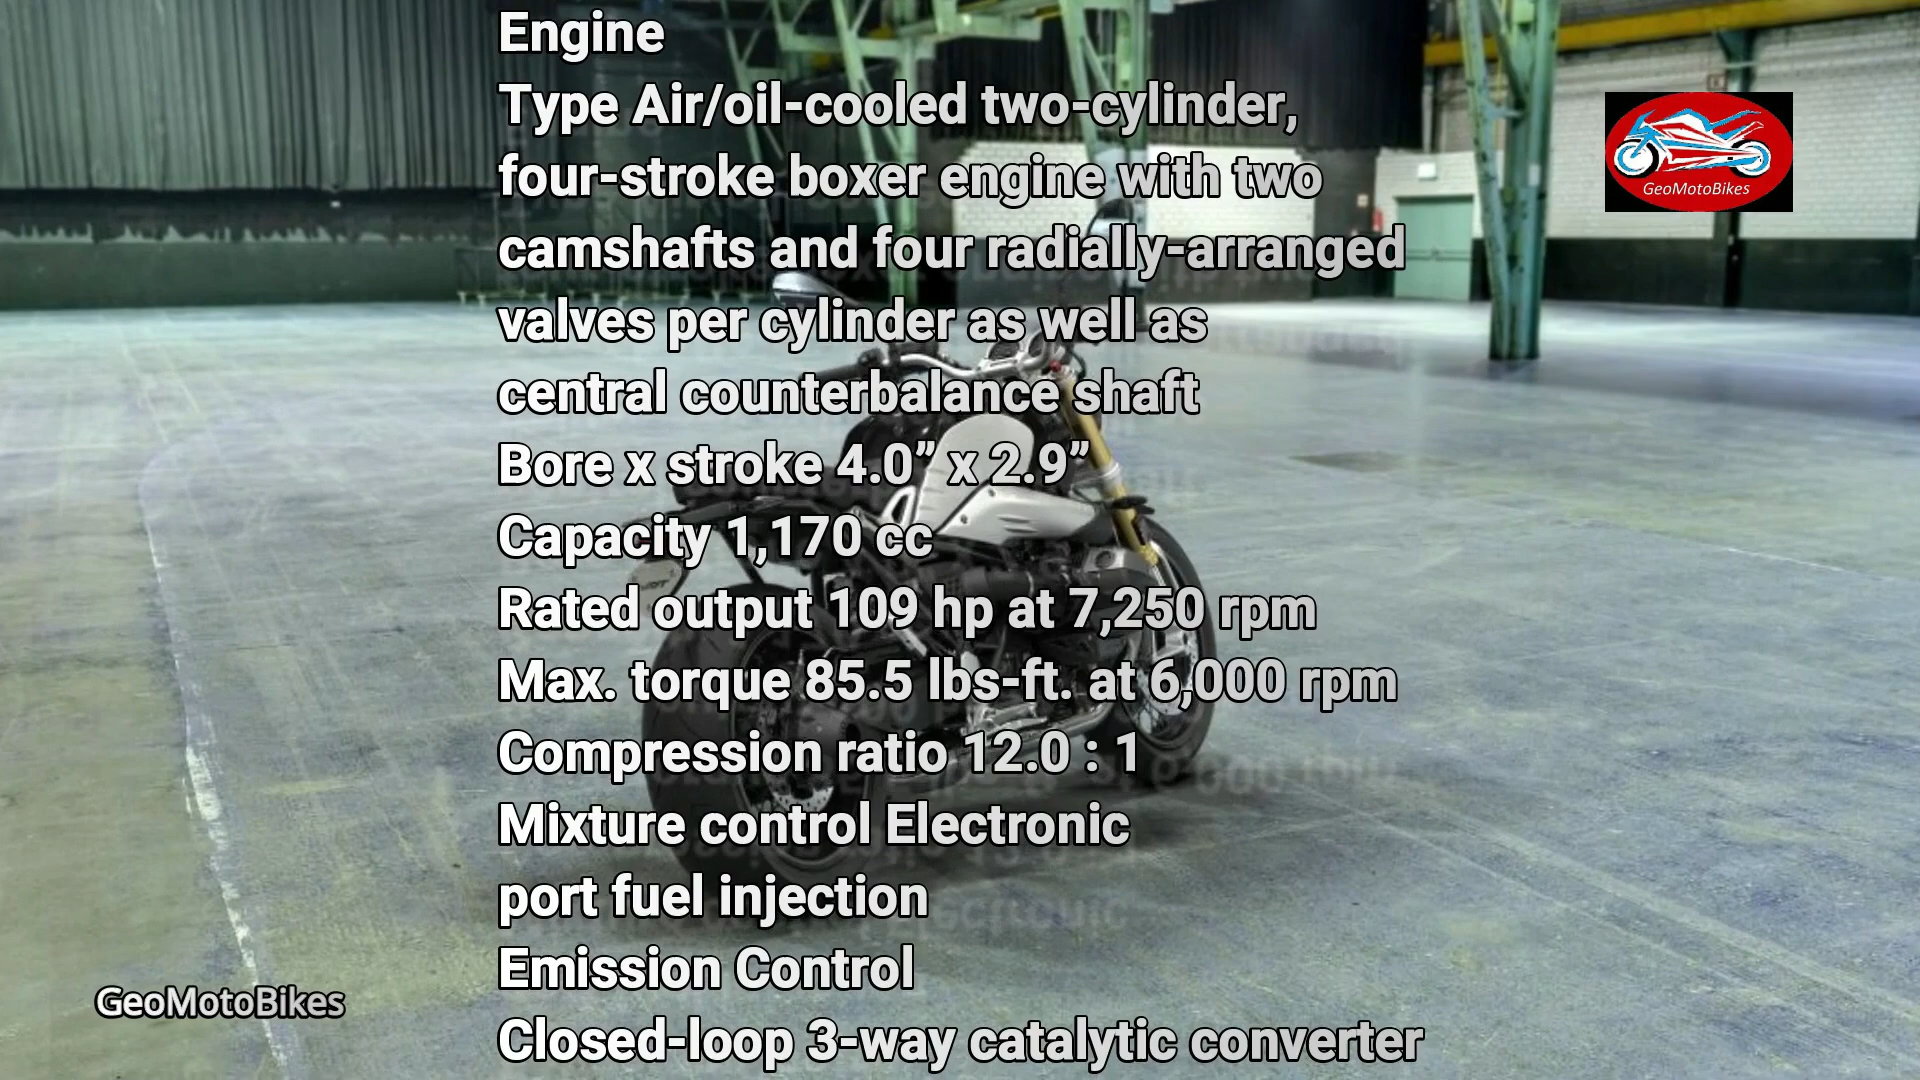 Engine
Type Air/oil-cooled two-cylinder,
four-stroke boxer engine with two
camshafts and four radially-arranged
valves per cylinder as well as
central counterbalance shaft
Bore x stroke 4.0” x 2.9”
Capacity 1,170 cc
Rated output 109 hp at 7,250 rpm
Max. torque 85.5 lbs-ft. at 6,000 rpm
Compression ratio 12.0 : 1
Mixture control Electronic
port fuel injection
Emission Control
Closed-loop 3-way catalytic converter
GeoMotoBikes
GeoMotoBikes